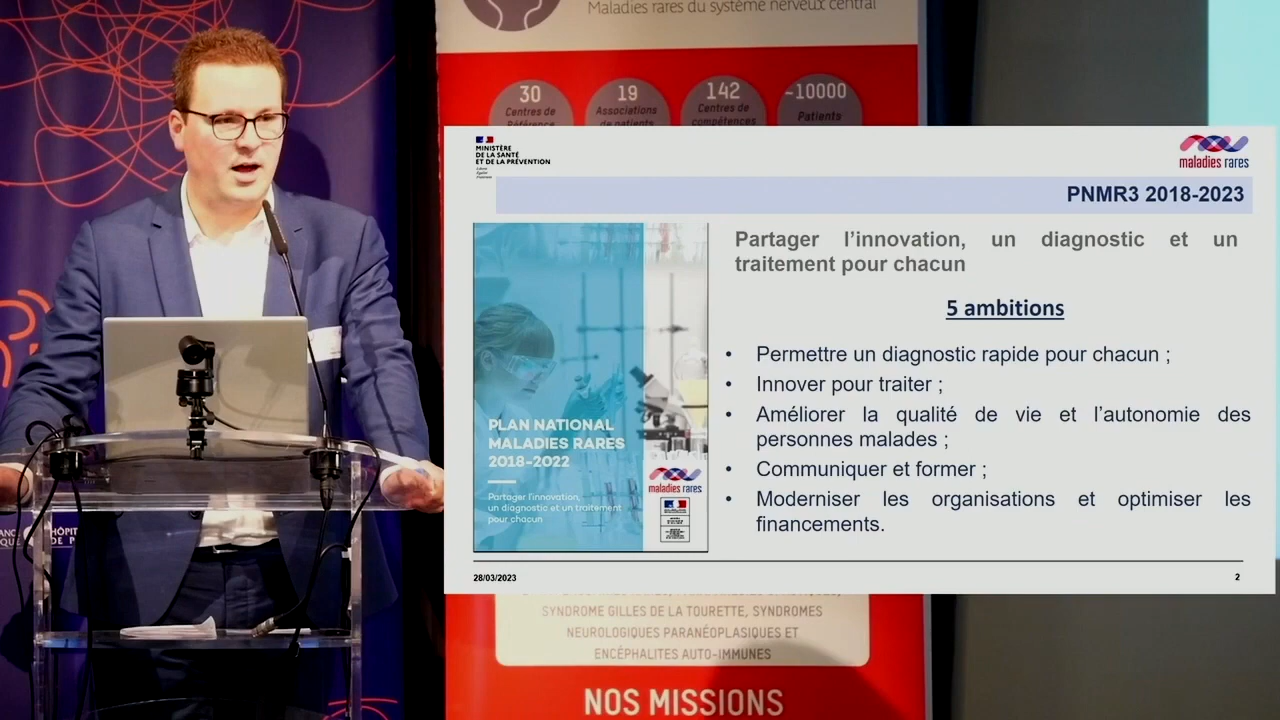 Maladies rares du système nerveux central
30
Centres de
Référence
19
Associations
de patients
142
Centres de
compétences
~10000
Patients
MINISTÈRE
DE LA SANTÉ
ET DE LA PRÉVENTION
Liberté
Égalité
Fraternité
maladies rares
PNMR3 2018-2023
Partager l'innovation, un diagnostic et un
traitement pour chacun
5 ambitions
• Permettre un diagnostic rapide pour chacun ;
• Innover pour traiter ;
• Améliorer la qualité de vie et l'autonomie des
personnes malades ;
• Communiquer et former ;
• Moderniser les organisations et optimiser les
financements.
PLAN NATIONAL
MALADIES RARES
2018-2022
Partager l'innovation,
un diagnostic et un traitement
pour chacun
maladies rares
28/03/2023
2
SYNDROME GILLES DE LA TOURETTE, SYNDROMES
NEUROLOGIQUES PARANÉOPLASIQUES ET
ENCÉPHALITES AUTO-IMMUNES
NOS MISSIONS